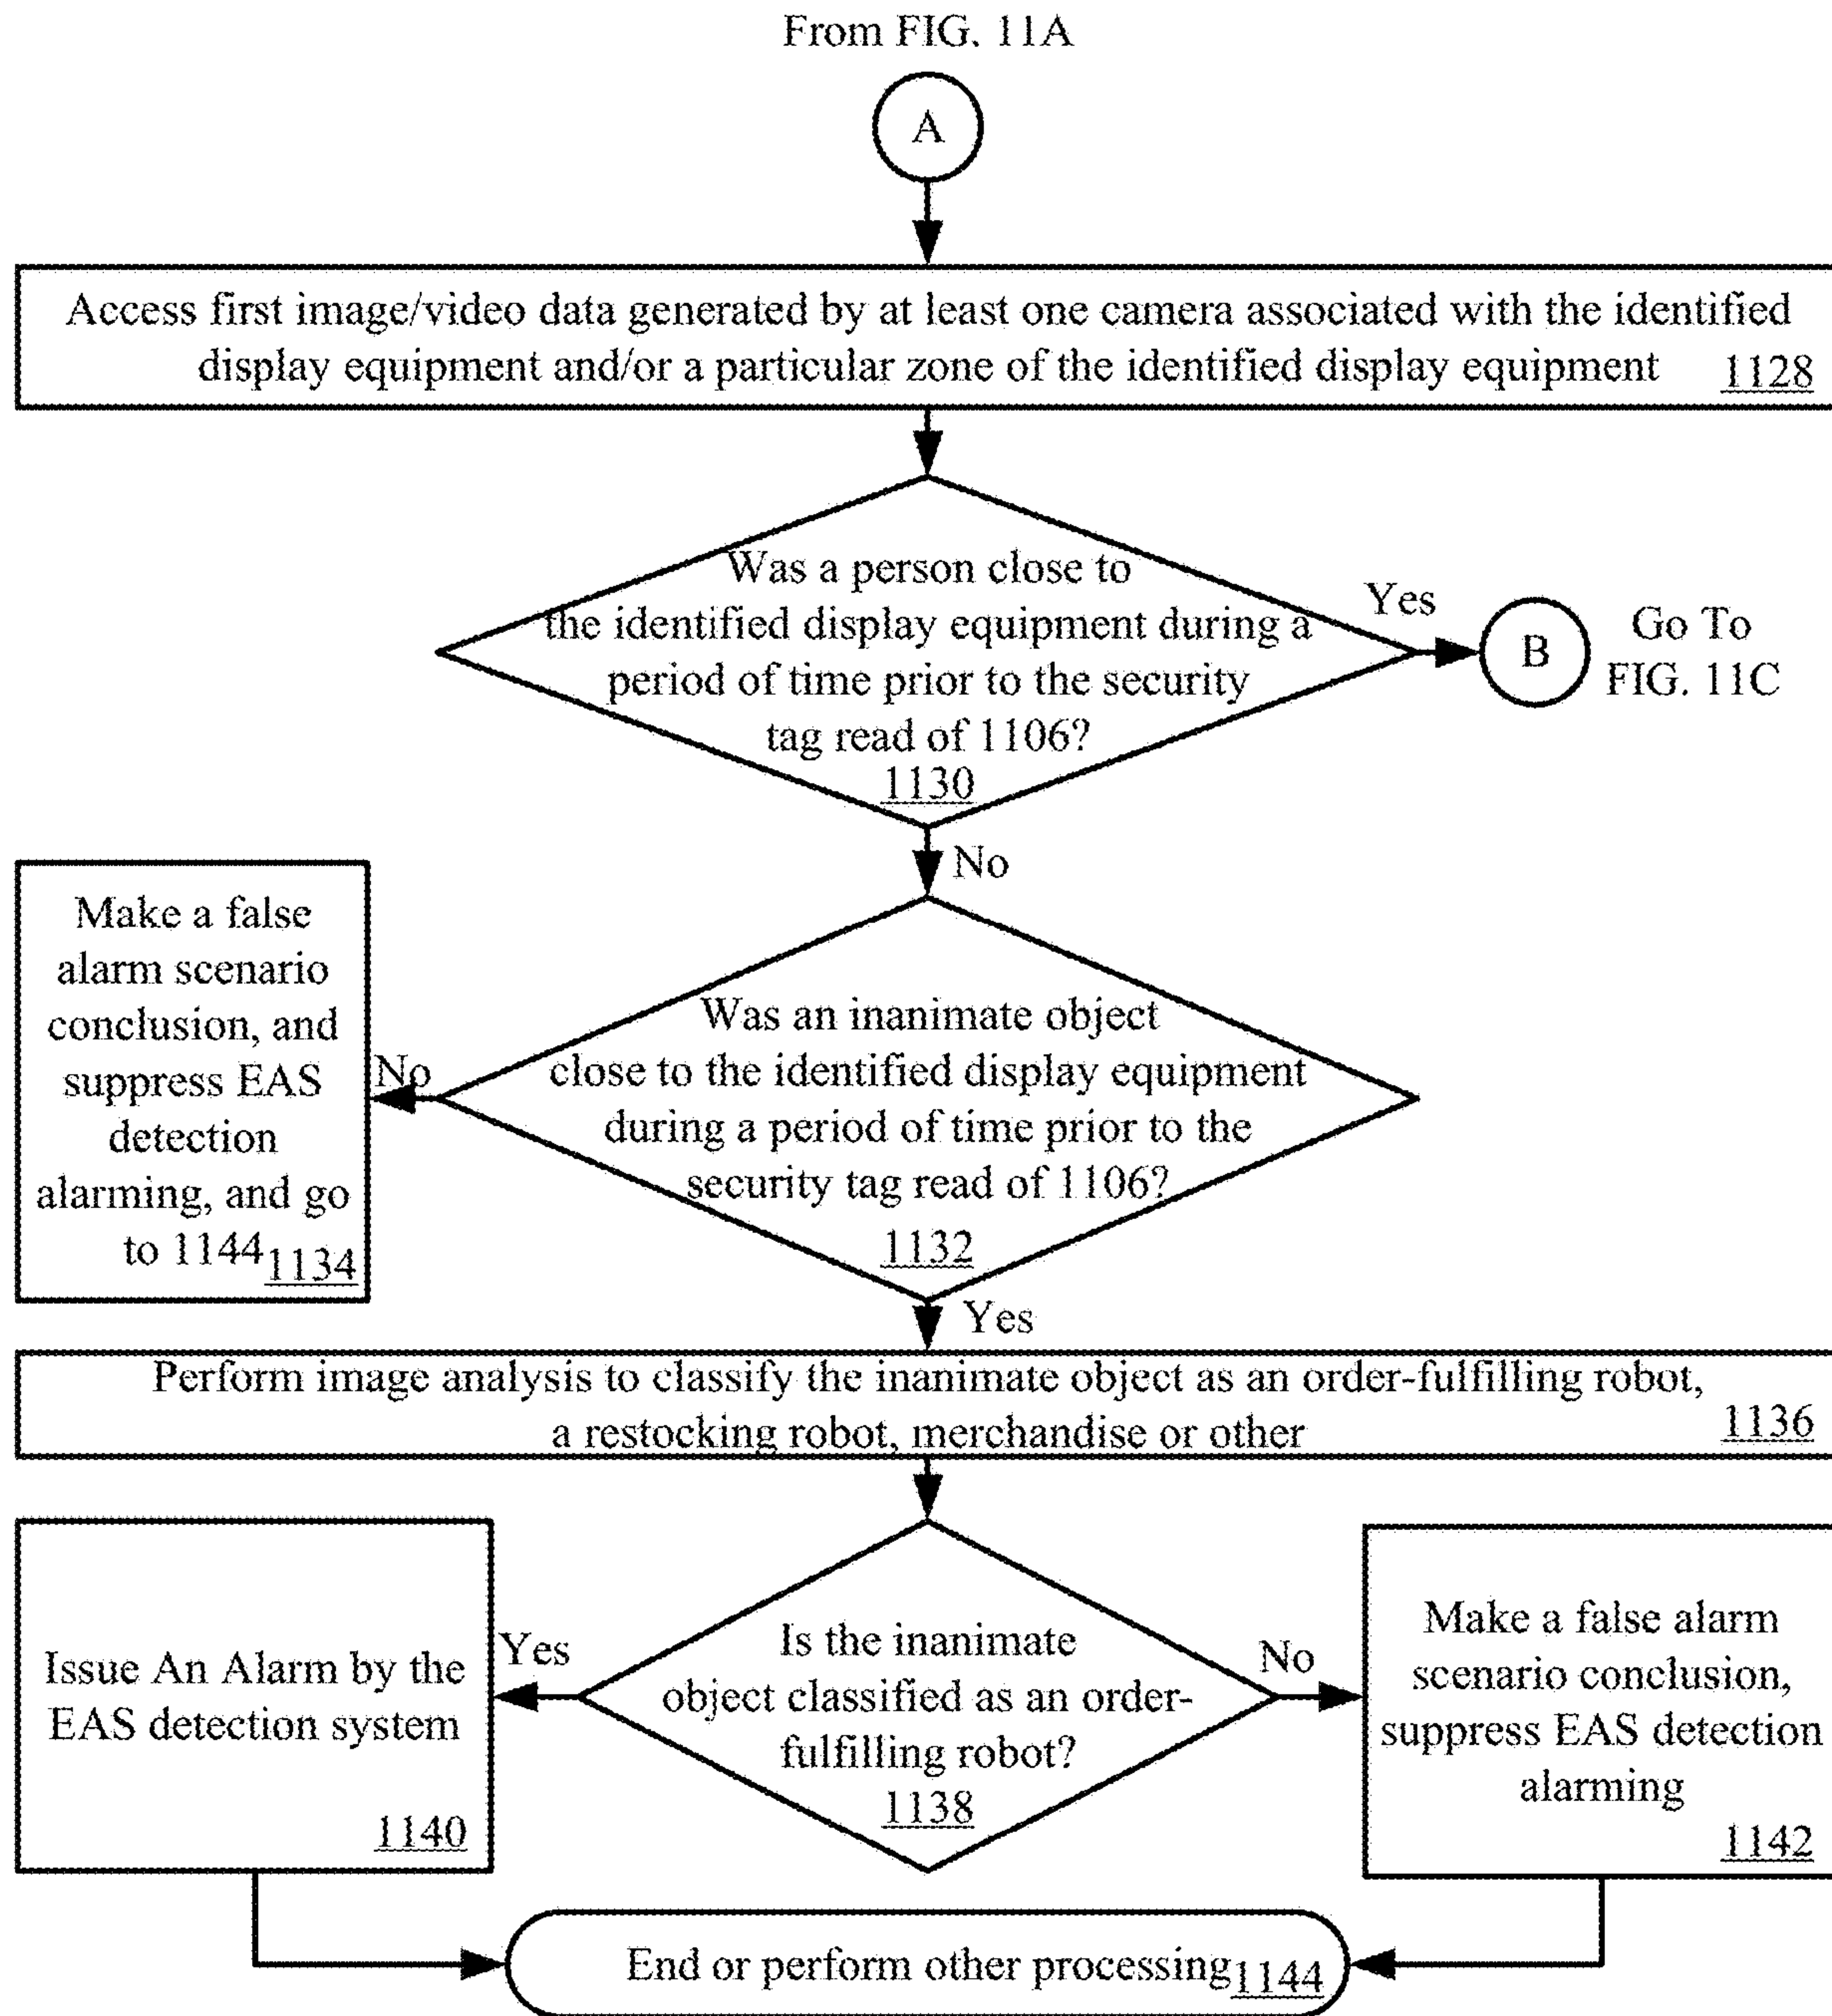 From FIG. 11A
A
Access first image/video data generated by at least one camera associated with the identified
display equipment and/or a particular zone of the identified display equipment 1128
Was a person close to
the identified display equipment during a
period of time prior to the security
tag read of 1106?
1130
Yes
B
Go To
FIG. 11C
No
Make a false
alarm scenario
conclusion, and
suppress EAS
detection
alarming, and go
to 1144 1134
No
Was an inanimate object
close to the identified display equipment
during a period of time prior to the
security tag read of 1106?
1132
Yes
Perform image analysis to classify the inanimate object as an order-fulfilling robot,
a restocking robot, merchandise or other 1136
Issue An Alarm by the
EAS detection system
1140
Yes
Is the inanimate
object classified as an order-
fulfilling robot?
1138
No
Make a false alarm
scenario conclusion,
suppress EAS detection
alarming
1142
End or perform other processing 1144